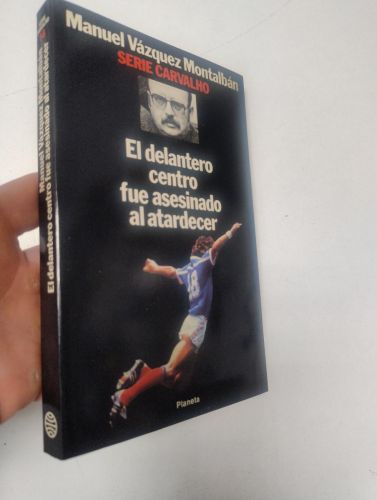 Manuel Vázquez Montalbán
SERIE CARVALHO
El delantero
centro
fue asesinado
al atardecer
18
Planeta
Manuel Vázquez Montalbán
El delantero centro fue asesinado al atardecer